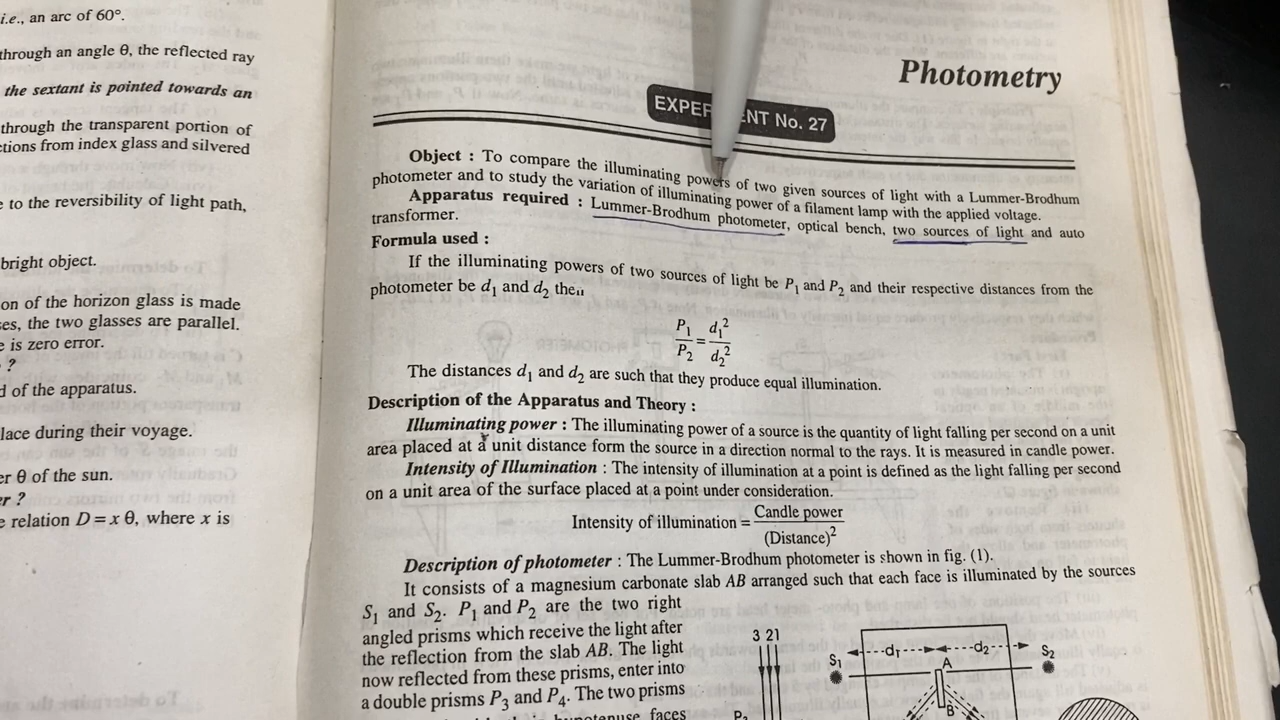 i.e., an arc of 60°.
through an angle θ, the reflected ray
the sextant is pointed towards an
through the transparent portion of
ctions from index glass and silvered
e to the reversibility of light path,
bright object.
on of the horizon glass is made
ses, the two glasses are parallel.
e is zero error.
?
d of the apparatus.
lace during their voyage.
er θ of the sun.
er ?
e relation D = x θ, where x is
Photometry
EXPER ENT No. 27
Object : To compare the illuminating powers of two given sources of light with a Lummer-Brodhum
photometer and to study the variation of illuminating power of a filament lamp with the applied voltage.
Apparatus required : Lummer-Brodhum photometer, optical bench, two sources of light and auto
transformer.
Formula used :
If the illuminating powers of two sources of light be P₁ and P₂ and their respective distances from the
photometer be d₁ and d₂ then
P₁/P₂ = d₁²/d₂²
The distances d₁ and d₂ are such that they produce equal illumination.
Description of the Apparatus and Theory :
Illuminating power : The illuminating power of a source is the quantity of light falling per second on a unit
area placed at a unit distance form the source in a direction normal to the rays. It is measured in candle power.
Intensity of Illumination : The intensity of illumination at a point is defined as the light falling per second
on a unit area of the surface placed at a point under consideration.
Intensity of illumination = Candle power/(Distance)²
Description of photometer : The Lummer-Brodhum photometer is shown in fig. (1).
It consists of a magnesium carbonate slab AB arranged such that each face is illuminated by the sources
S₁ and S₂. P₁ and P₂ are the two right
angled prisms which receive the light after
the reflection from the slab AB. The light
now reflected from these prisms, enter into
a double prisms P₃ and P₄. The two prisms
hypotenuse faces
3 2 1
S₁
d₁
d₂
S₂
A
B